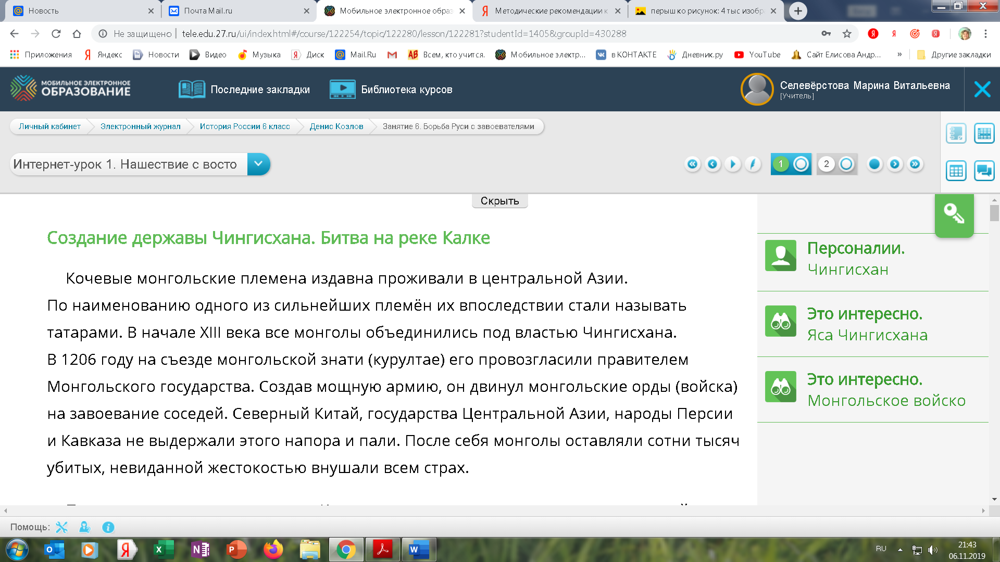 Новость
Почта Mail.ru
Мобильное электронное образ
Методические рекомендации к
перышко рисунок: 4 тыс изобр
Не защищено | tele.edu.27.ru/ui/index.html#/course/122254/topic/122280/lesson/122281?studentId=1405&groupId=430288
Приложения
Яндекс
Новости
Видео
Музыка
Диск
Mail.Ru
Всем, кто учится.
Мобильное электр...
в КОНТАКТЕ
Дневник.ру
YouTube
Сайт Елисова Андр...
»
Другие закладки
МОБИЛЬНОЕ ЭЛЕКТРОННОЕ
ОБРАЗОВАНИЕ
Последние закладки
Библиотека курсов
Селевёрстова Марина Витальевна
[Учитель]
Личный кабинет
Электронный журнал
История России 6 класс
Денис Козлов
Занятие 6. Борьба Руси с завоевателями
Интернет-урок 1. Нашествие с восто
1
2
Скрыть
Создание державы Чингисхана. Битва на реке Калке
Кочевые монгольские племена издавна проживали в центральной Азии.
По наименованию одного из сильнейших племён их впоследствии стали называть
татарами. В начале XIII века все монголы объединились под властью Чингисхана.
В 1206 году на съезде монгольской знати (курултае) его провозгласили правителем
Монгольского государства. Создав мощную армию, он двинул монгольские орды (войска)
на завоевание соседей. Северный Китай, государства Центральной Азии, народы Персии
и Кавказа не выдержали этого напора и пали. После себя монголы оставляли сотни тысяч
убитых, невиданной жестокостью внушали всем страх.
Персоналии.
Чингисхан
Это интересно.
Яса Чингисхана
Это интересно.
Монгольское войско
Помощь:
RU
21:43
06.11.2019